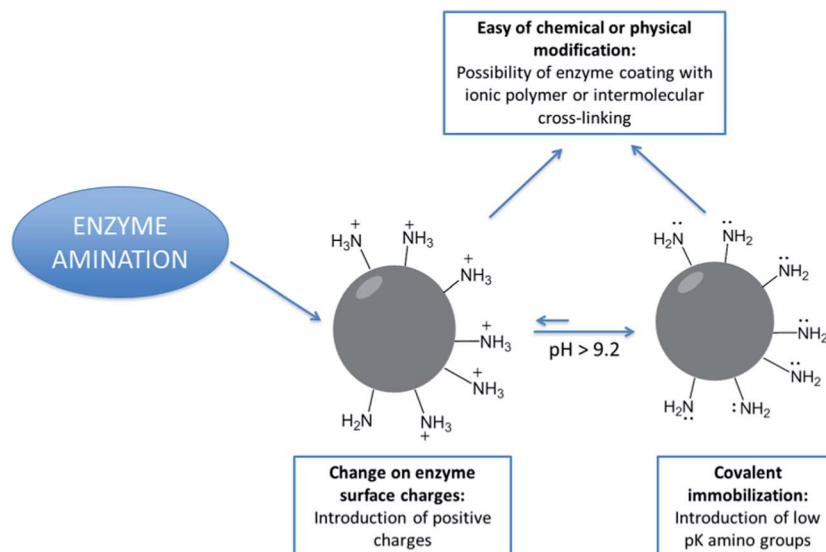 Easy of chemical or physical
modification:
Possibility of enzyme coating with
ionic polymer or intermolecular
cross-linking
ENZYME
AMINATION
+
H3N
+
NH3
+
NH3
+
NH3
+
NH3
H2N
NH3
+
pH > 9.2
H2N
NH2
NH2
NH2
NH2
H2N
:NH2
Change on enzyme
surface charges:
Introduction of positive
charges
Covalent
immobilization:
Introduction of low
pK amino groups